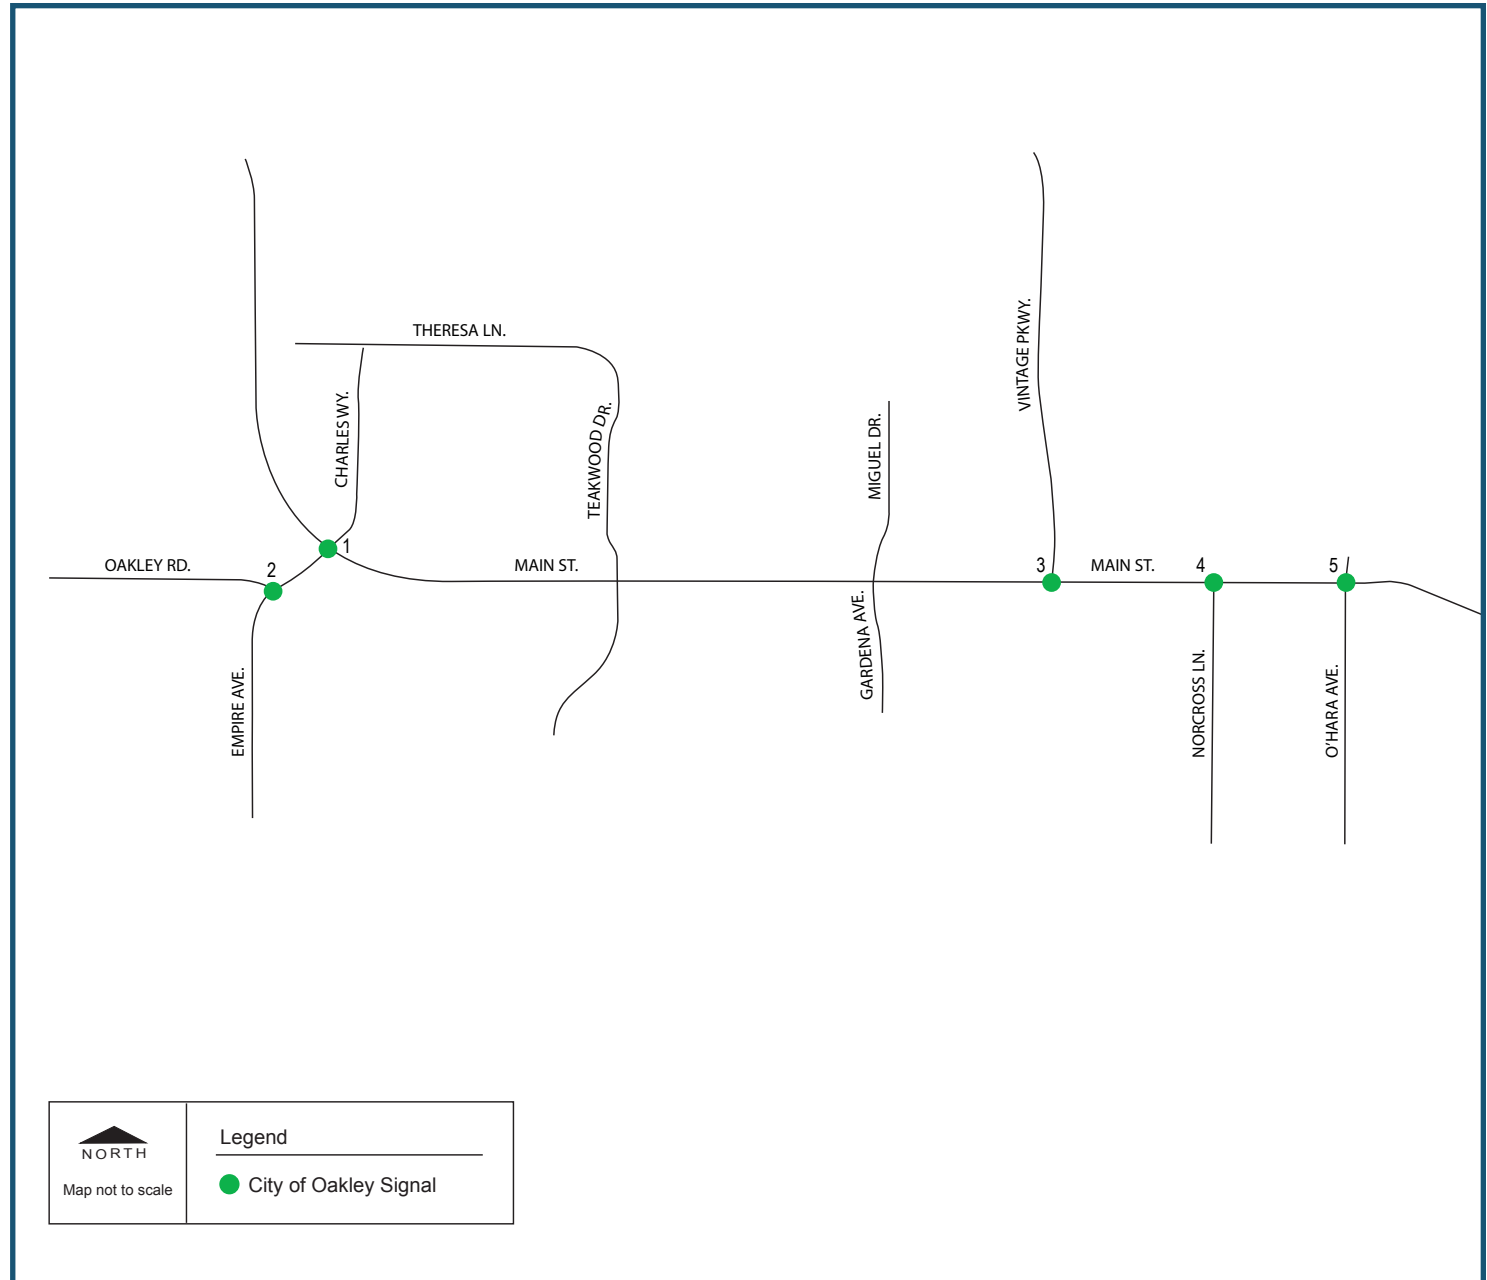 THERESA LN.
VINTAGE PKWY.
CHARLES WY.
TEAKWOOD DR.
MIGUEL DR.
1
OAKLEY RD.
2
MAIN ST.
3
MAIN ST.
4
5
GARDENA AVE.
EMPIRE AVE.
NORCROSS LN.
O'HARA AVE.
NORTH
Map not to scale
Legend
City of Oakley Signal